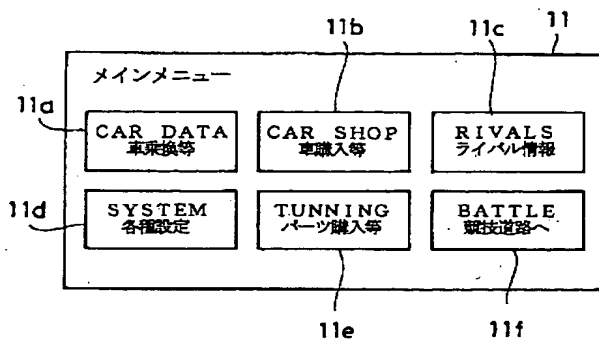 11b
11c
11
メインメニュー
11a
CAR DATA
車乗換等
CAR SHOP
車購入等
RIVALS
ライバル情報
11d
SYSTEM
各種設定
TUNNING
パーツ購入等
BATTLE
競技道路へ
11e
11f